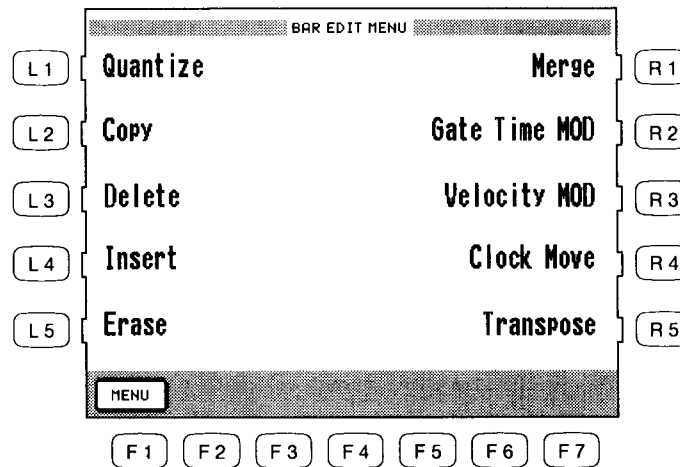 BAR EDIT MENU
L1 Quantize Merge R1
L2 Copy Gate Time MOD R2
L3 Delete Velocity MOD R3
L4 Insert Clock Move R4
L5 Erase Transpose R5
MENU
F1 F2 F3 F4 F5 F6 F7